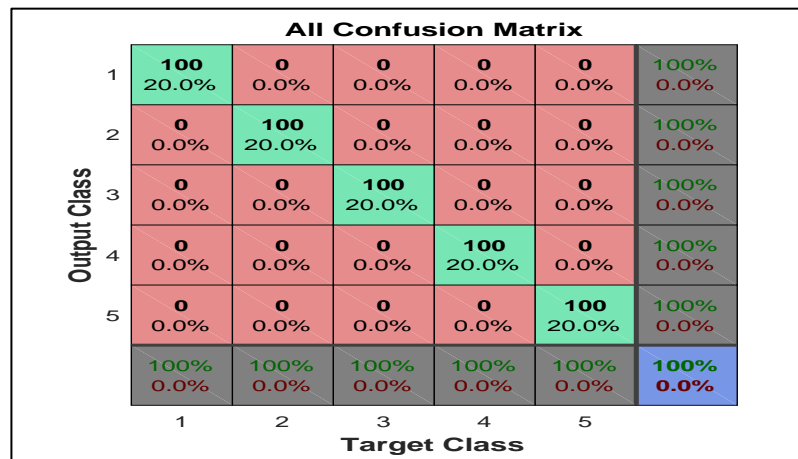 All Confusion Matrix
1 100 0 0 0 0 100%
20.0% 0.0% 0.0% 0.0% 0.0% 0.0%
2 0 100 0 0 0 100%
0.0% 20.0% 0.0% 0.0% 0.0% 0.0%
3 0 0 100 0 0 100%
0.0% 0.0% 20.0% 0.0% 0.0% 0.0%
4 0 0 0 100 0 100%
0.0% 0.0% 0.0% 20.0% 0.0% 0.0%
5 0 0 0 0 100 100%
0.0% 0.0% 0.0% 0.0% 20.0% 0.0%
100% 100% 100% 100% 100% 100% 100%
0.0% 0.0% 0.0% 0.0% 0.0% 0.0% 0.0%
1 2 3 4 5
Target Class
Output Class